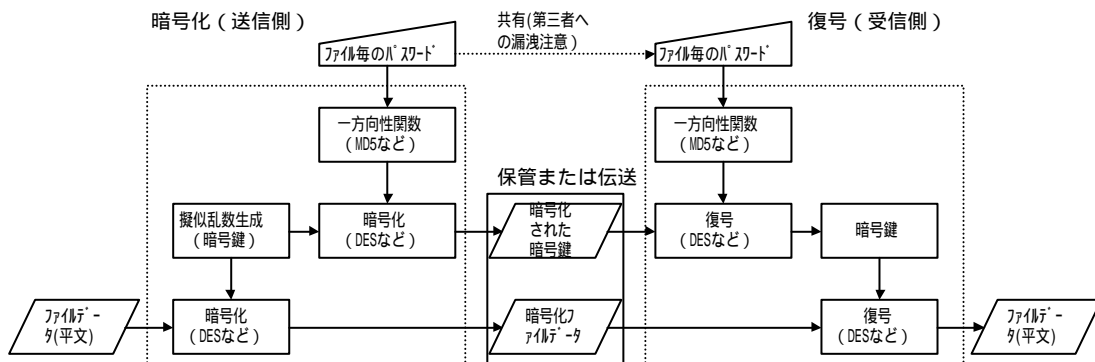 暗号化(送信側)
共有(第三者へ
の漏洩注意)
復号(受信側)
ﾌｧｲﾙ毎のﾊﾟｽﾜｰﾄﾞ
ﾌｧｲﾙ毎のﾊﾟｽﾜｰﾄﾞ
一方向性関数
(MD5など)
一方向性関数
(MD5など)
保管または伝送
擬似乱数生成
(暗号鍵)
暗号化
(DESなど)
暗号化
された
暗号鍵
復号
(DESなど)
暗号鍵
ﾌｧｲﾙﾃﾞｰ
ﾀ(平文)
暗号化
(DESなど)
暗号化ﾌ
ｧｲﾙﾃﾞｰﾀ
復号
(DESなど)
ﾌｧｲﾙﾃﾞｰ
ﾀ(平文)